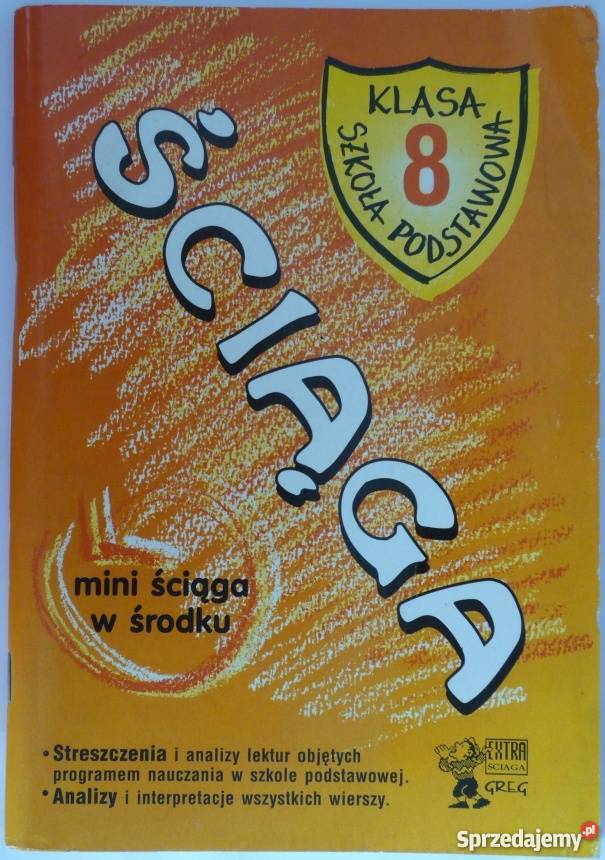 KLASA
8
SZKOŁA PODSTAWOWA
ŚCIĄGA
mini ściąga
w środku
• Streszczenia i analizy lektur objętych
programem nauczania w szkole podstawowej.
• Analizy i interpretacje wszystkich wierszy.
EXTRA
ŚCIĄGA
GREG
Sprzedajemy.pl